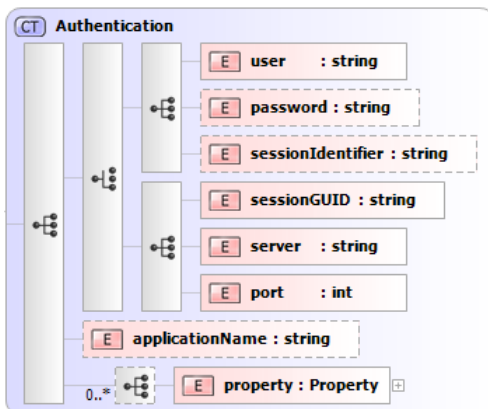 CT Authentication
E user : string
E password : string
E sessionIdentifier : string
E sessionGUID : string
E server : string
E port : int
E applicationName : string
0..* E property : Property